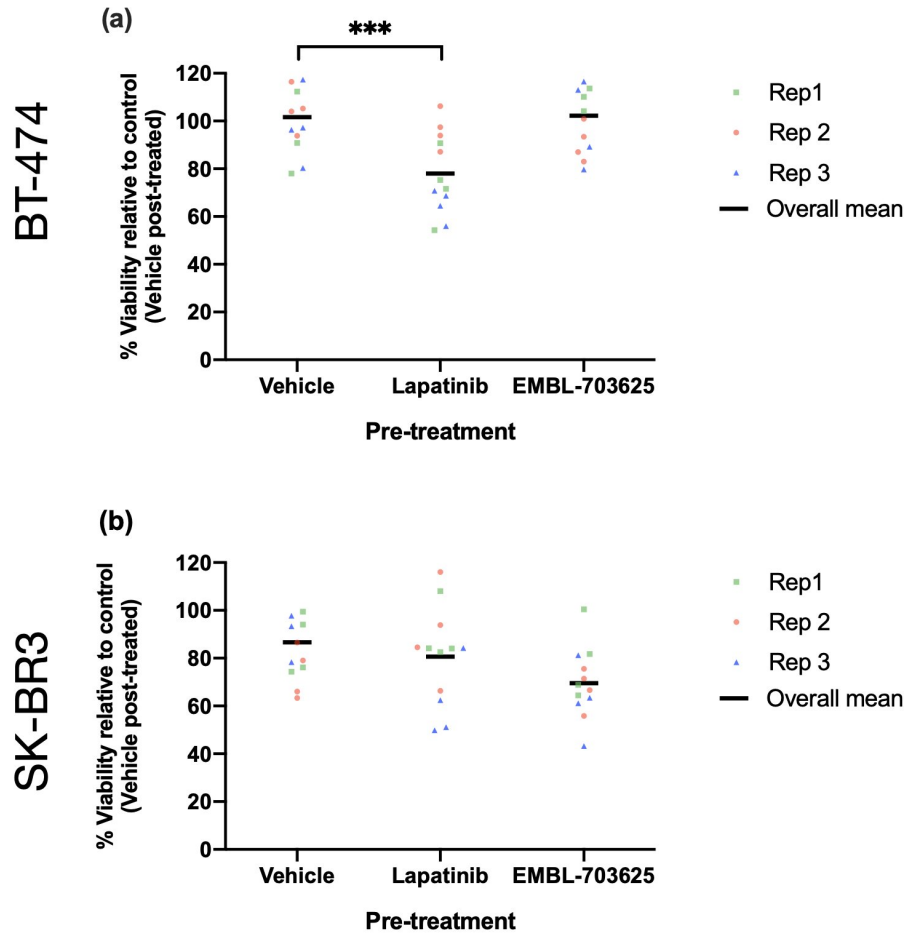 (a)
***
BT-474
% Viability relative to control
(Vehicle post-treated)
120
100
80
60
40
20
0
Vehicle Lapatinib EMBL-703625
Pre-treatment
Rep1
Rep 2
Rep 3
Overall mean
(b)
SK-BR3
% Viability relative to control
(Vehicle post-treated)
120
100
80
60
40
20
0
Vehicle Lapatinib EMBL-703625
Pre-treatment
Rep1
Rep 2
Rep 3
Overall mean